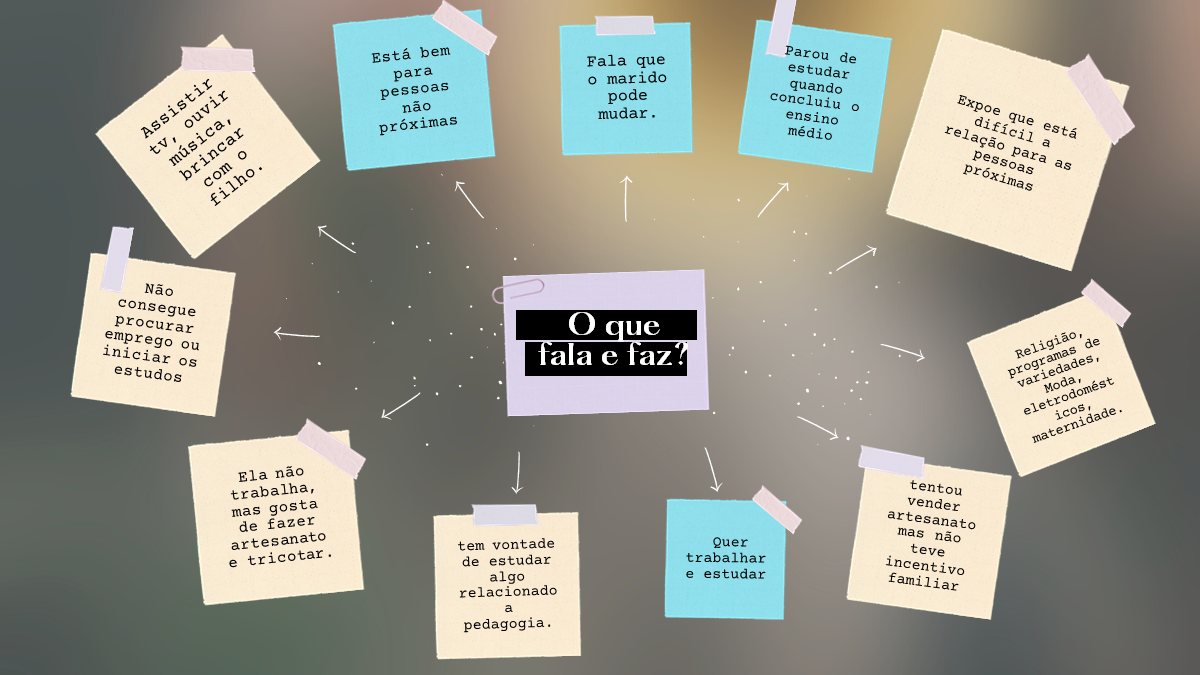 Assistir
tv, ouvir
música,
brincar
com o
filho.
Está bem
para
pessoas
não
próximas
Fala que
o marido
pode
mudar.
Parou de
estudar
quando
concluiu o
ensino
médio
Expoe que está
difícil a
relação para as
pessoas
próximas
Não
consegue
procurar
emprego ou
iniciar os
estudos
O que
fala e faz?
Religião,
programas de
variedades,
Moda,
eletrodomést
icos,
maternidade.
Ela não
trabalha,
mas gosta
de fazer
artesanato
e tricotar.
tem vontade
de estudar
algo
relacionado
a
pedagogia.
Quer
trabalhar
e estudar
tentou
vender
artesanato
mas não
teve
incentivo
familiar